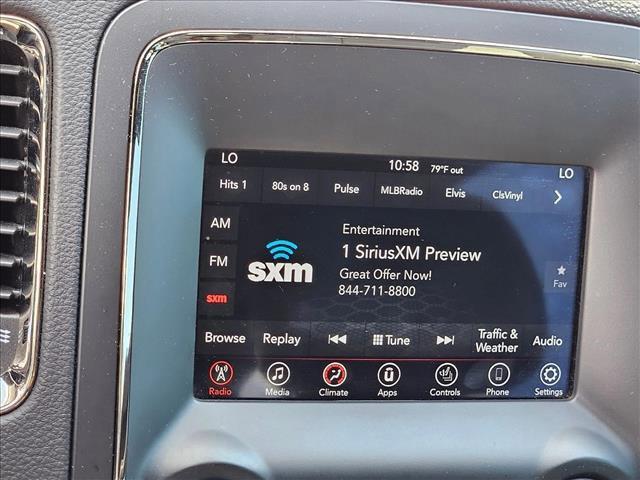 LO 10:58 79°F out LO
Hits 1 80s on 8 Pulse MLBRadio Elvis ClsVinyl
AM
FM
sxm
sxm
Entertainment
1 SiriusXM Preview
Great Offer Now!
844-711-8800
Fav
Browse Replay Tune Traffic & Weather Audio
Radio Media Climate Apps Controls Phone Settings